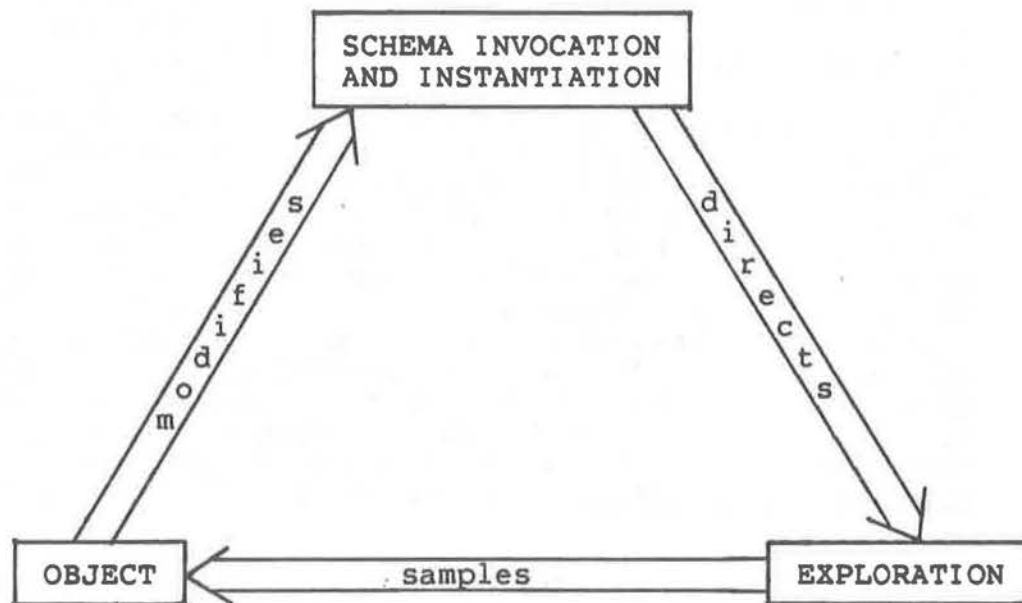 SCHEMA INVOCATION
AND INSTANTIATION
modifies
directs
OBJECT
samples
EXPLORATION